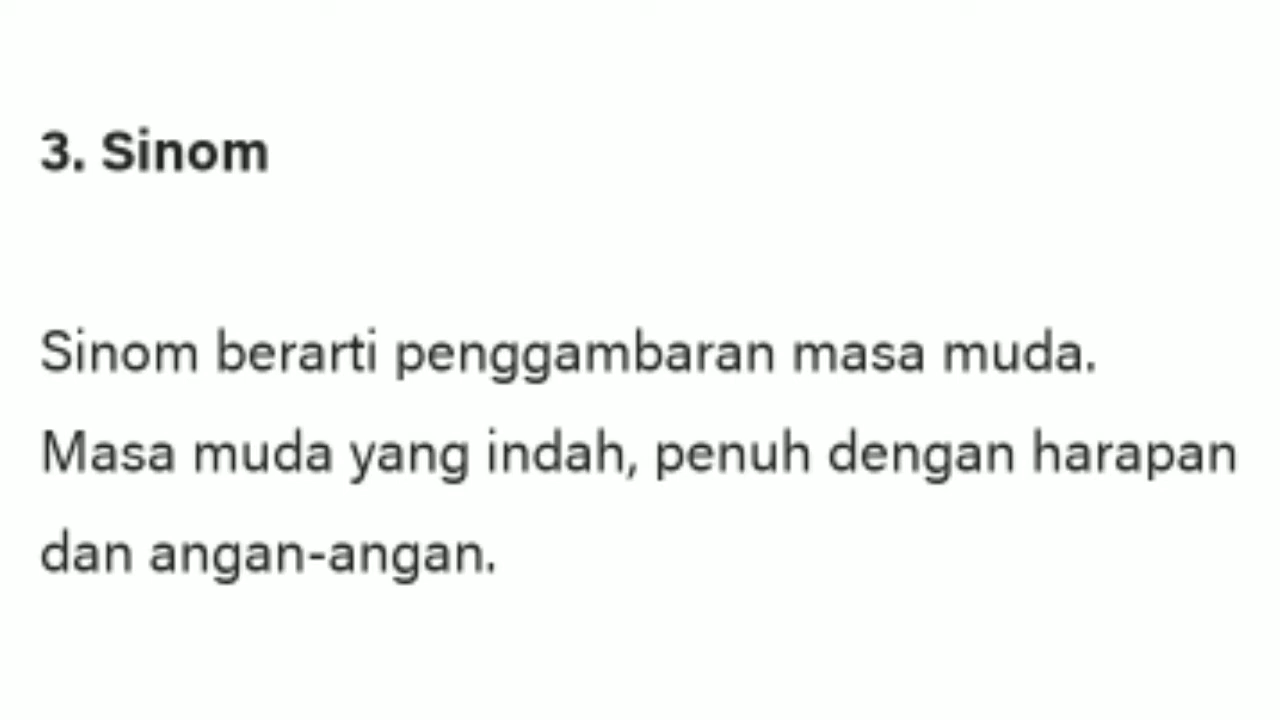 3. Sinom
Sinom berarti penggambaran masa muda.
Masa muda yang indah, penuh dengan harapan
dan angan-angan.